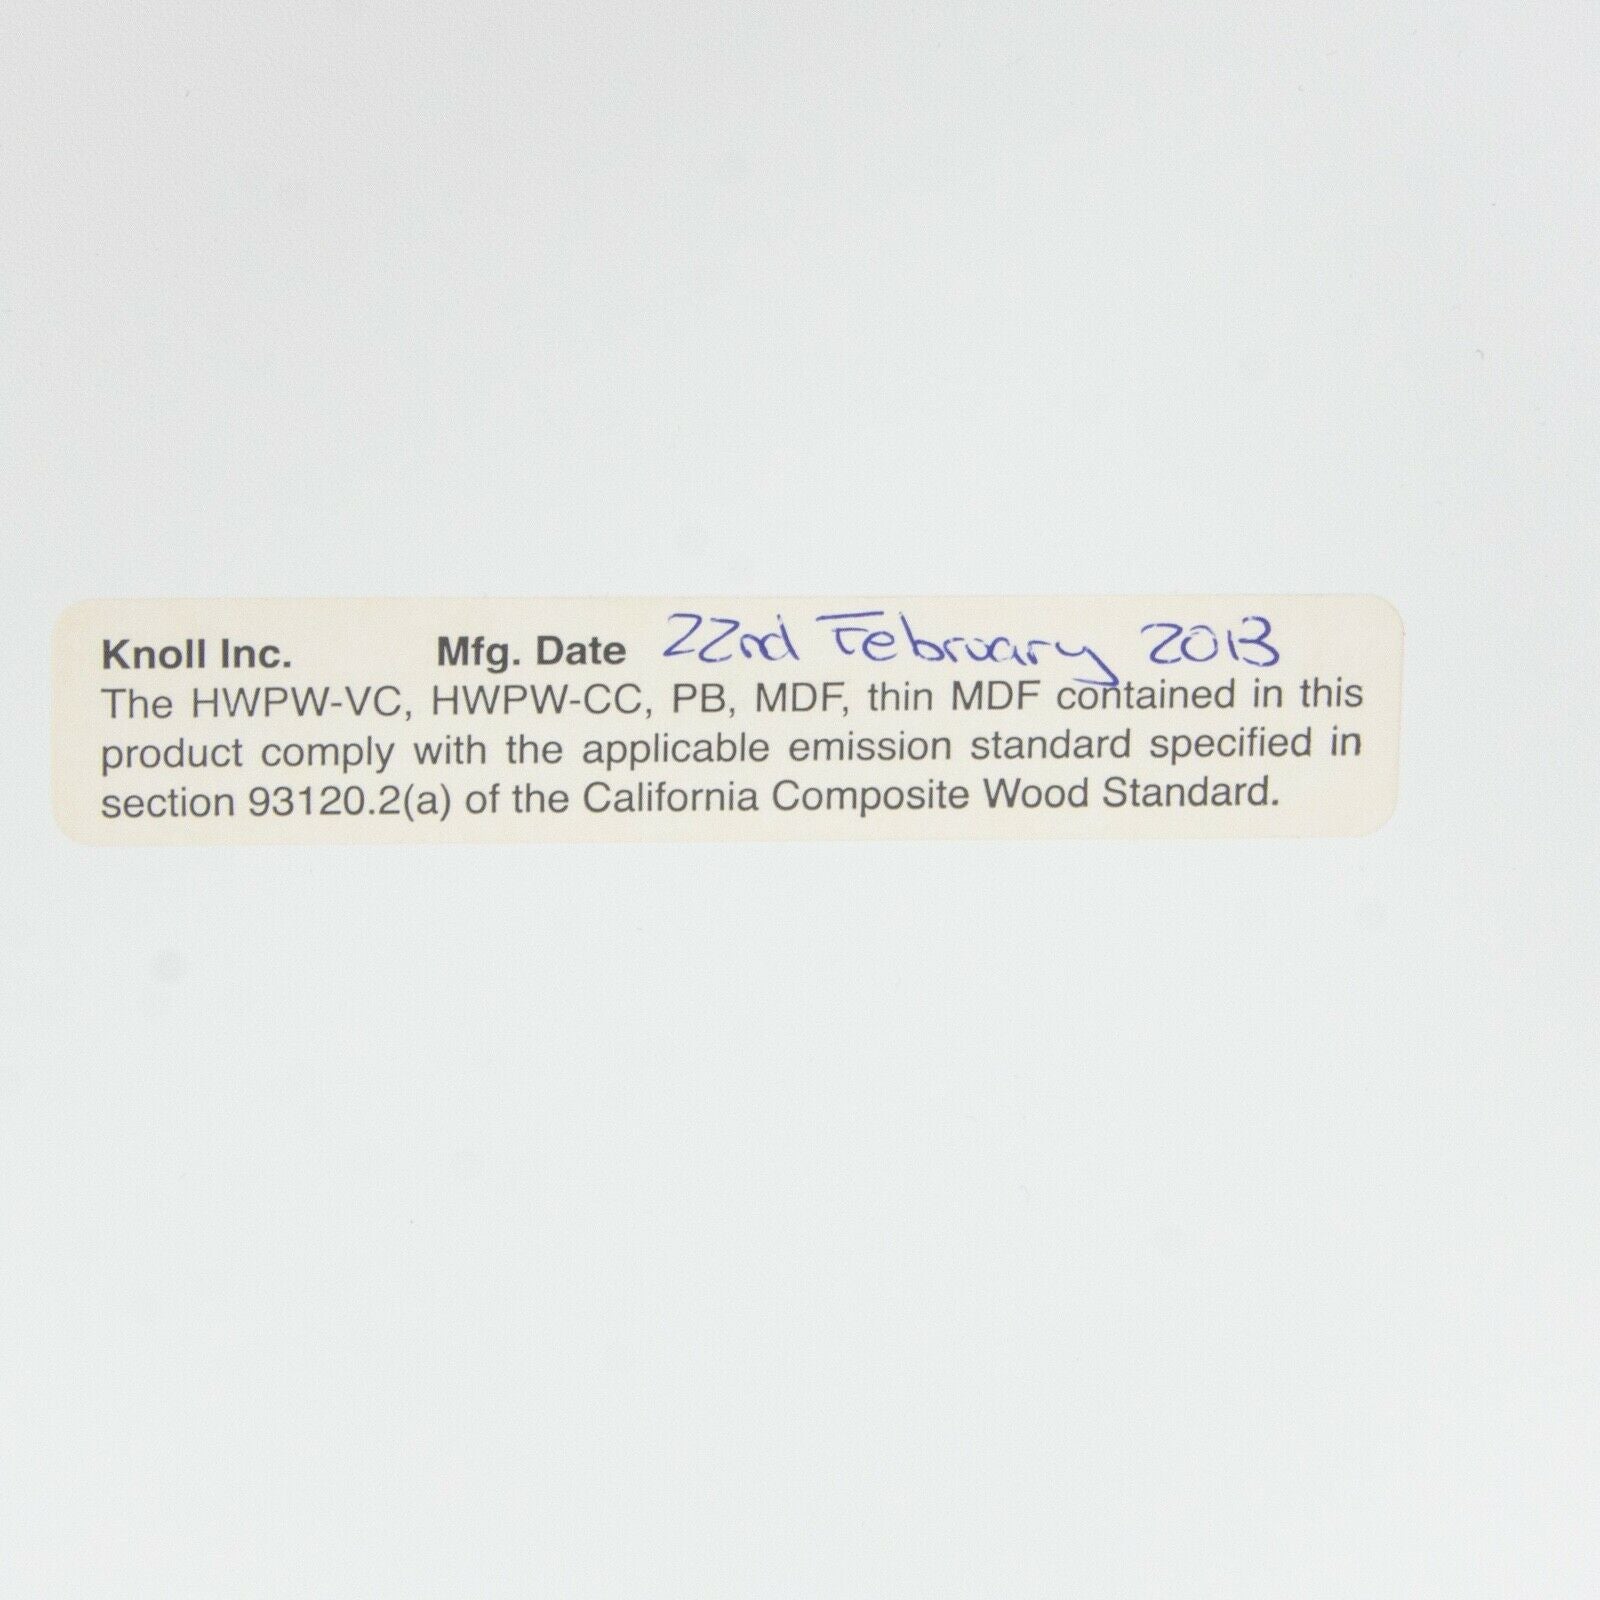 Knoll Inc. Mfg. Date 22nd February 2013
The HWPW-VC, HWPW-CC, PB, MDF, thin MDF contained in this
product comply with the applicable emission standard specified in
section 93120.2(a) of the California Composite Wood Standard.